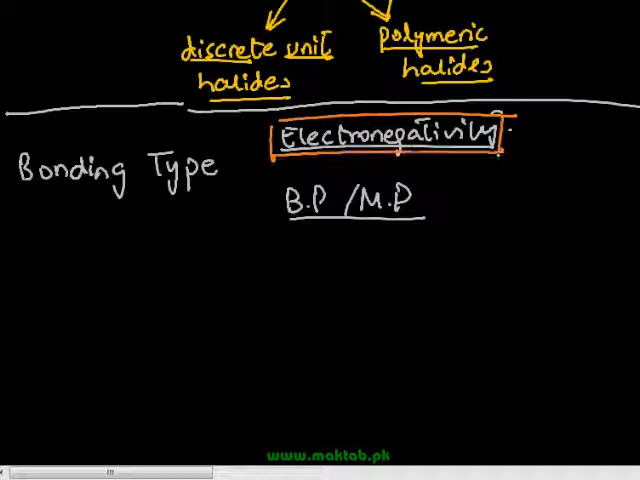 discrete unit
halides
polymeric
halides
Electronegativity
Bonding Type
B.P / M.P
www.maktab.pk